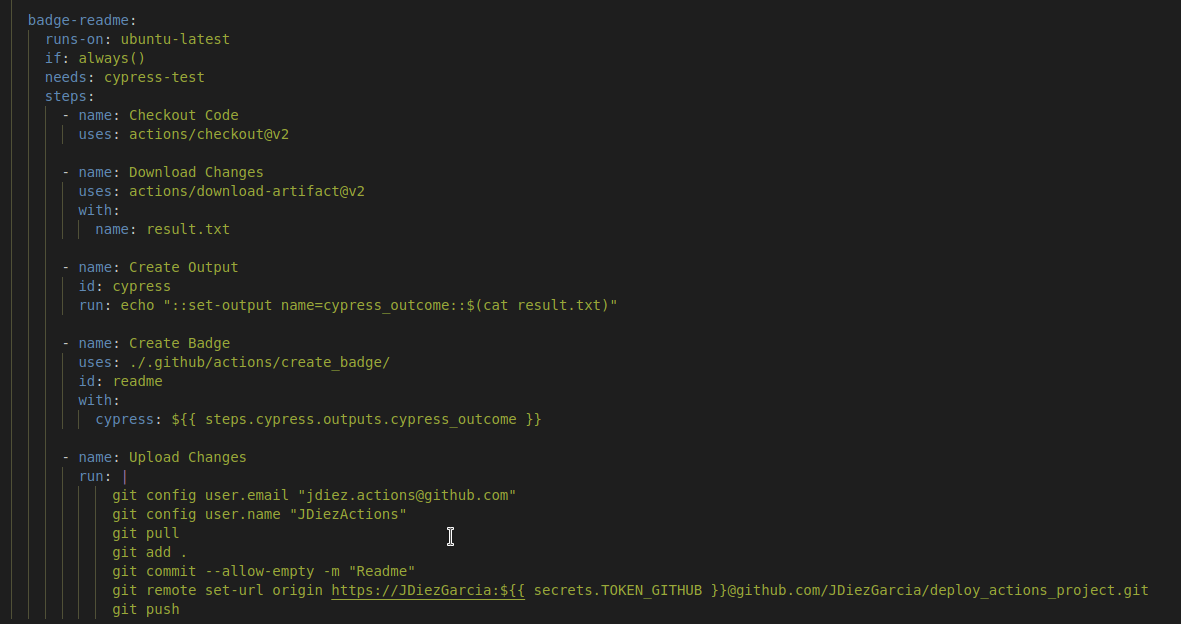 badge-readme:
runs-on: ubuntu-latest
if: always()
needs: cypress-test
steps:
- name: Checkout Code
uses: actions/checkout@v2
- name: Download Changes
uses: actions/download-artifact@v2
with:
name: result.txt
- name: Create Output
id: cypress
run: echo "::set-output name=cypress_outcome::$(cat result.txt)"
- name: Create Badge
uses: ./.github/actions/create_badge/
id: readme
with:
cypress: ${{ steps.cypress.outputs.cypress_outcome }}
- name: Upload Changes
run: |
git config user.email "jdiez.actions@github.com"
git config user.name "JDiezActions"
git pull
git add .
git commit --allow-empty -m "Readme"
git remote set-url origin https://JDiezGarcia:${{ secrets.TOKEN_GITHUB }}@github.com/JDiezGarcia/deploy_actions_project.git
git push